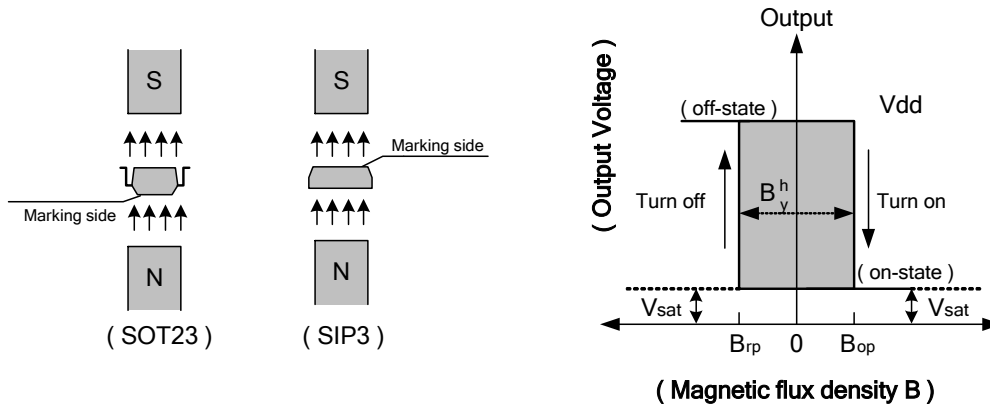 S
N
Marking side
( SOT23 )
S
N
Marking side
( SIP3 )
Output
( Output Voltage )
( off-state )
Vdd
Turn off
Bʰy
Turn on
( on-state )
Vsat
Vsat
Brp
0
Bop
( Magnetic flux density B )